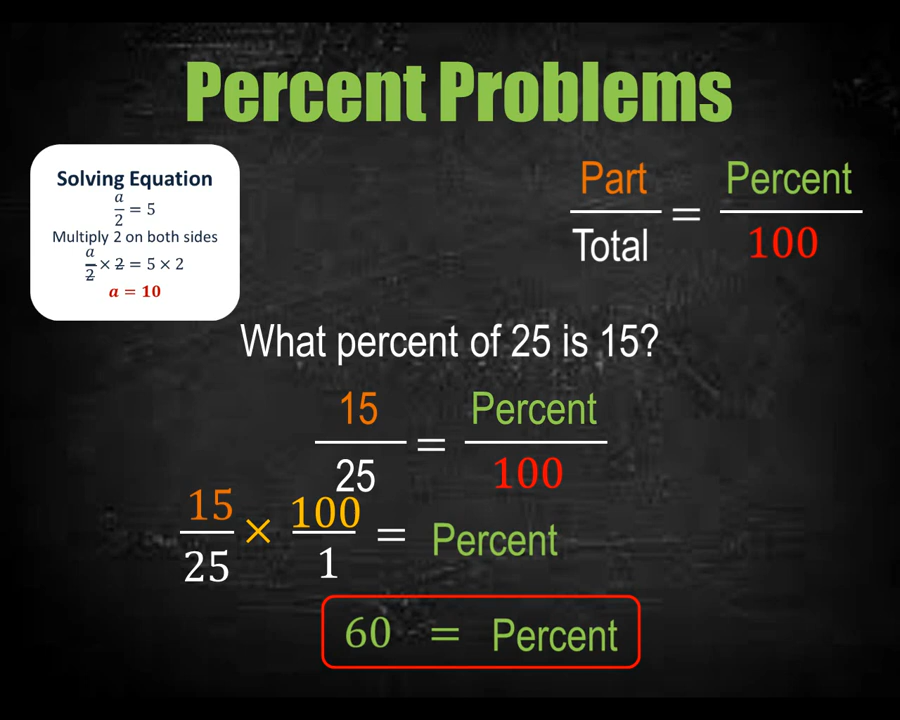 Percent Problems
Solving Equation
a/2 = 5
Multiply 2 on both sides
a/2 × 2 = 5 × 2
a = 10
Part/Total = Percent/100
What percent of 25 is 15?
15/25 = Percent/100
15/25 × 100/1 = Percent
60 = Percent